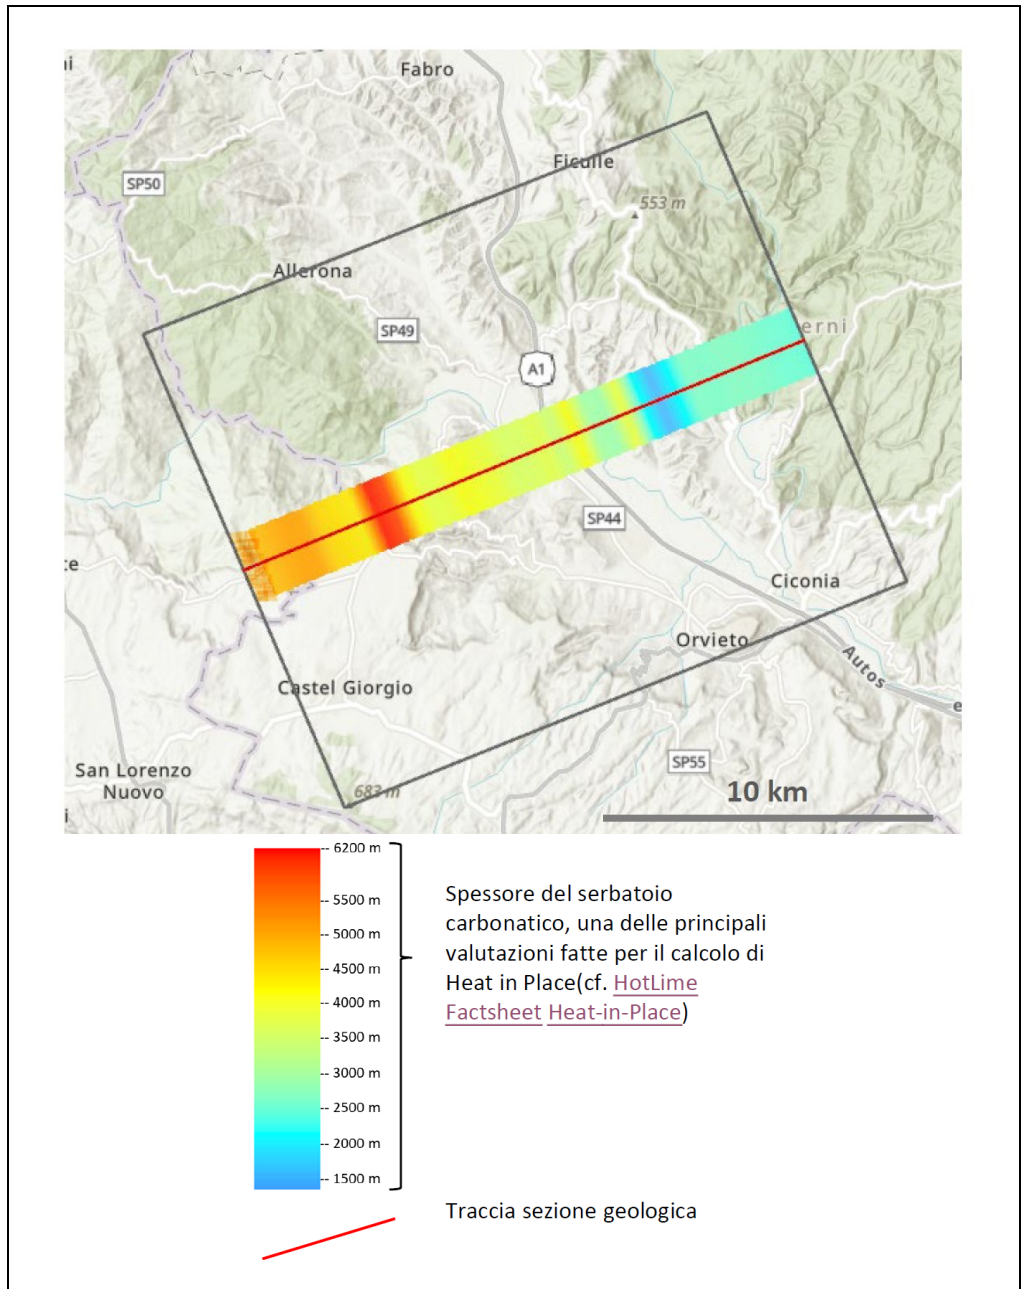 ni
Fabro
Ficulle
SP50
553 m
Allerona
erni
SP49
A1
SP44
te
Ciconia
Orvieto
Autos
Castel Giorgio
e
San Lorenzo
Nuovo
SP55
683 m
10 km
i
-- 6200 m
-- 5500 m
-- 5000 m
-- 4500 m
-- 4000 m
-- 3500 m
-- 3000 m
-- 2500 m
-- 2000 m
-- 1500 m
Spessore del serbatoio
carbonatico, una delle principali
valutazioni fatte per il calcolo di
Heat in Place(cf. HotLime
Factsheet Heat-in-Place)
Traccia sezione geologica